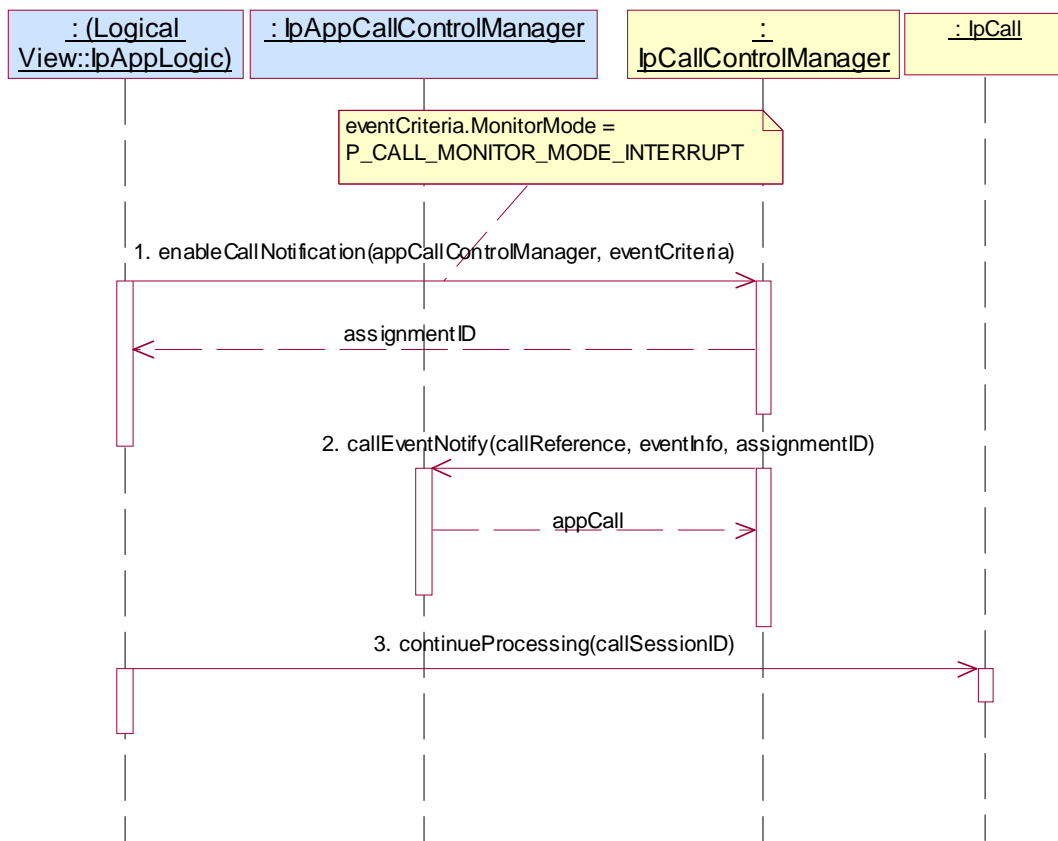 : (Logical
View::IpAppLogic)
: IpAppCallControlManager
:
IpCallControlManager
: IpCall
eventCriteria.MonitorMode =
P_CALL_MONITOR_MODE_INTERRUPT
1. enableCallNotification(appCallControlManager, eventCriteria)
assignmentID
2. callEventNotify(callReference, eventInfo, assignmentID)
appCall
3. continueProcessing(callSessionID)